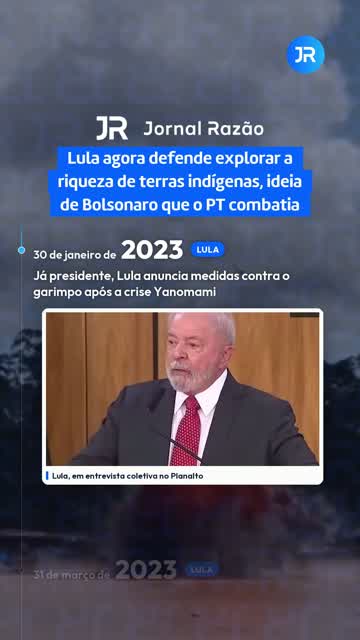 JR
JR Jornal Razão
Lula agora defende explorar a
riqueza de terras indígenas, ideia
de Bolsonaro que o PT combatia
30 de janeiro de 2023 LULA
Já presidente, Lula anuncia medidas contra o
garimpo após a crise Yanomami
Lula, em entrevista coletiva no Planalto
31 de março de 2023 LULA